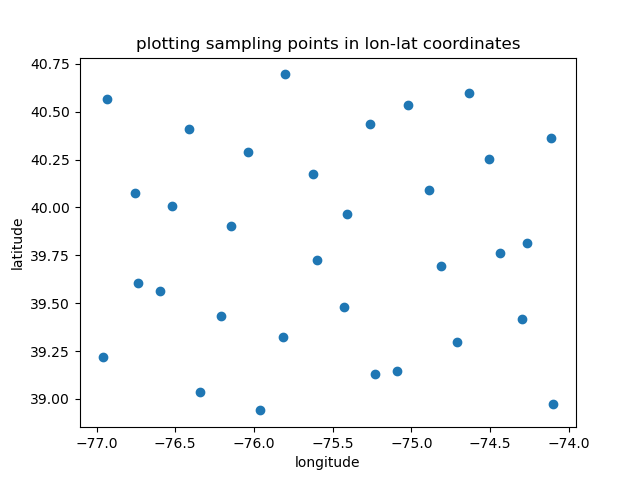 plotting sampling points in lon-lat coordinates
40.75
40.50
40.25
40.00
39.75
39.50
39.25
39.00
latitude
−77.0 −76.5 −76.0 −75.5 −75.0 −74.5 −74.0
longitude